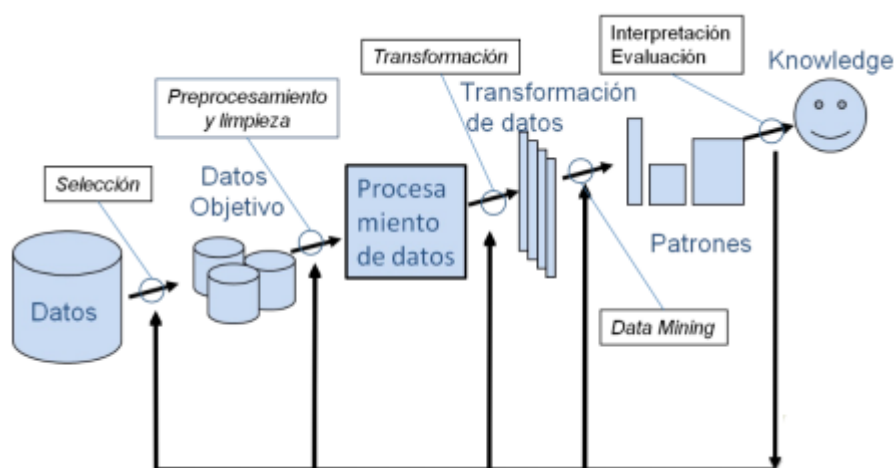 Interpretación
Evaluación
Knowledge
Transformación
Transformación
de datos
Preprocesamiento
y limpieza
Selección
Datos
Objetivo
Procesa
miento
de datos
Patrones
Datos
Data Mining